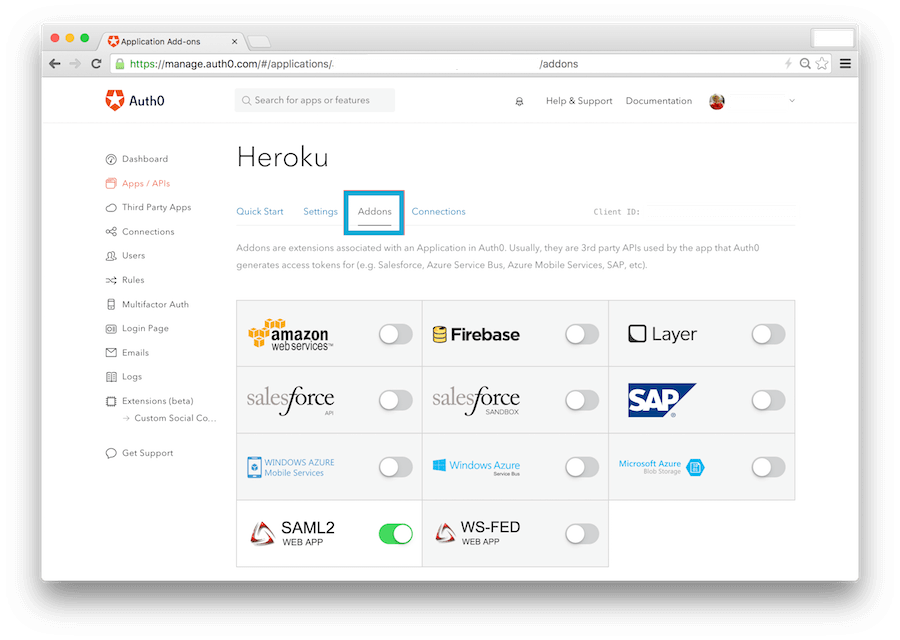 Application Add-ons
https://manage.auth0.com/#/applications/.
/addons
Auth0
Search for apps or features
Help & Support
Documentation
Dashboard
Apps / APIs
Third Party Apps
Connections
Users
Rules
Multifactor Auth
Login Page
Emails
Logs
Extensions (beta)
Custom Social Co...
Get Support
Heroku
Quick Start
Settings
Addons
Connections
Client ID:
Addons are extensions associated with an Application in Auth0. Usually, they are 3rd party APIs used by the app that Auth0
generates access tokens for (e.g. Salesforce, Azure Service Bus, Azure Mobile Services, SAP, etc).
amazon
web services™
Firebase
Layer
salesforce
API
salesforce
SANDBOX
SAP®
WINDOWS AZURE
Mobile Services
Windows Azure
Service Bus
Microsoft Azure
Blob Storage
SAML2
WEB APP
WS-FED
WEB APP